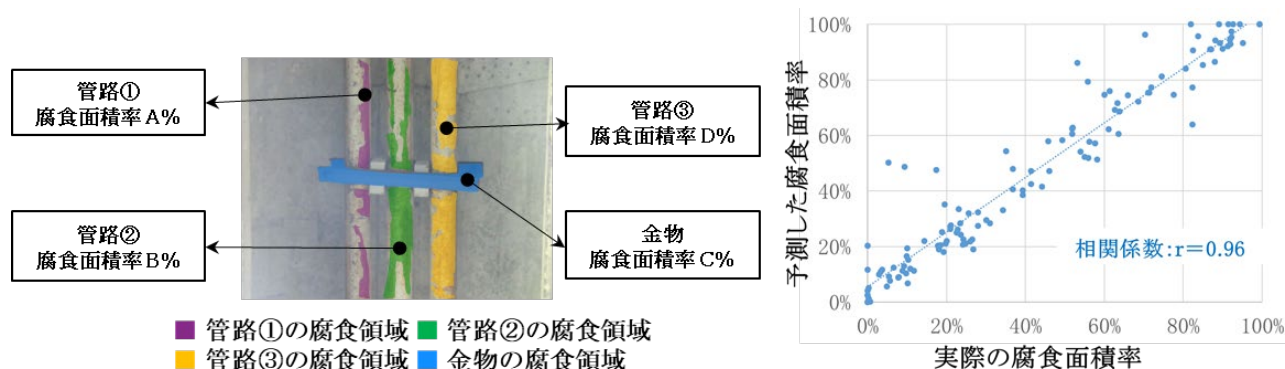 管路①
腐食面積率A%
管路②
腐食面積率B%
管路③
腐食面積率D%
金物
腐食面積率C%
管路①の腐食領域
管路②の腐食領域
管路③の腐食領域
金物の腐食領域
予測した腐食面積率
100%
80%
60%
40%
20%
0%
相関係数:r＝0.96
0%
20%
40%
60%
80%
100%
実際の腐食面積率